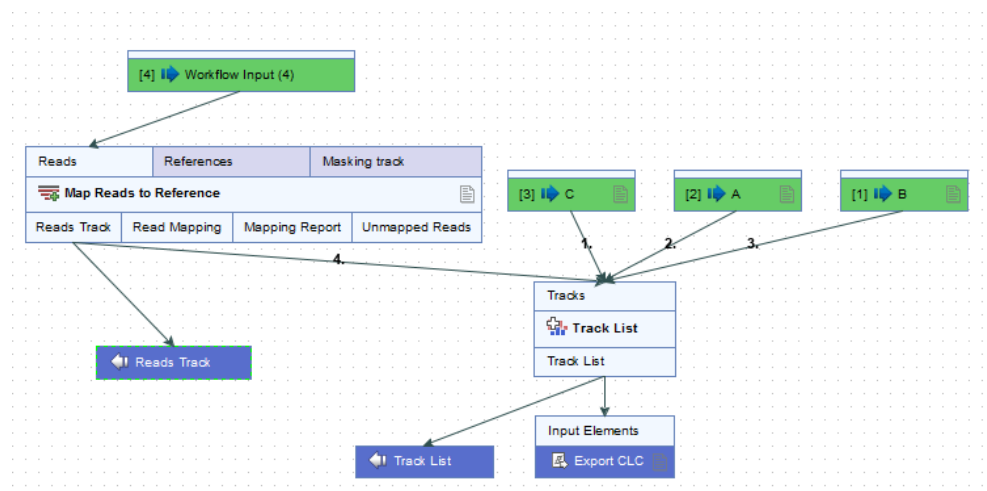 [4] Workflow Input (4)
Reads References Masking track
Map Reads to Reference
Reads Track Read Mapping Mapping Report Unmapped Reads
[3] C
[2] A
[1] B
1. 2. 3.
4.
Tracks
Track List
Track List
Reads Track
Input Elements
Track List
Export CLC